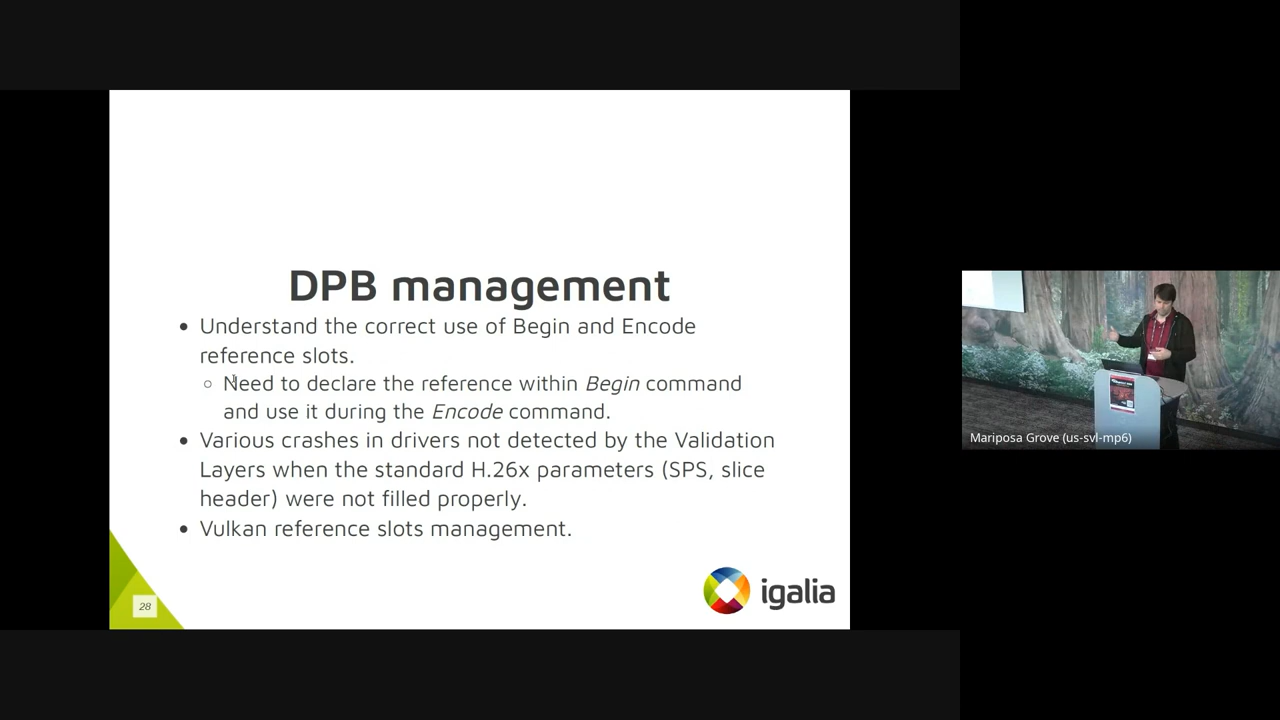 DPB management
• Understand the correct use of Begin and Encode
reference slots.
○ Need to declare the reference within Begin command
and use it during the Encode command.
• Various crashes in drivers not detected by the Validation
Layers when the standard H.26x parameters (SPS, slice
header) were not filled properly.
• Vulkan reference slots management.
28
igalia
Mariposa Grove (us-svl-mp6)